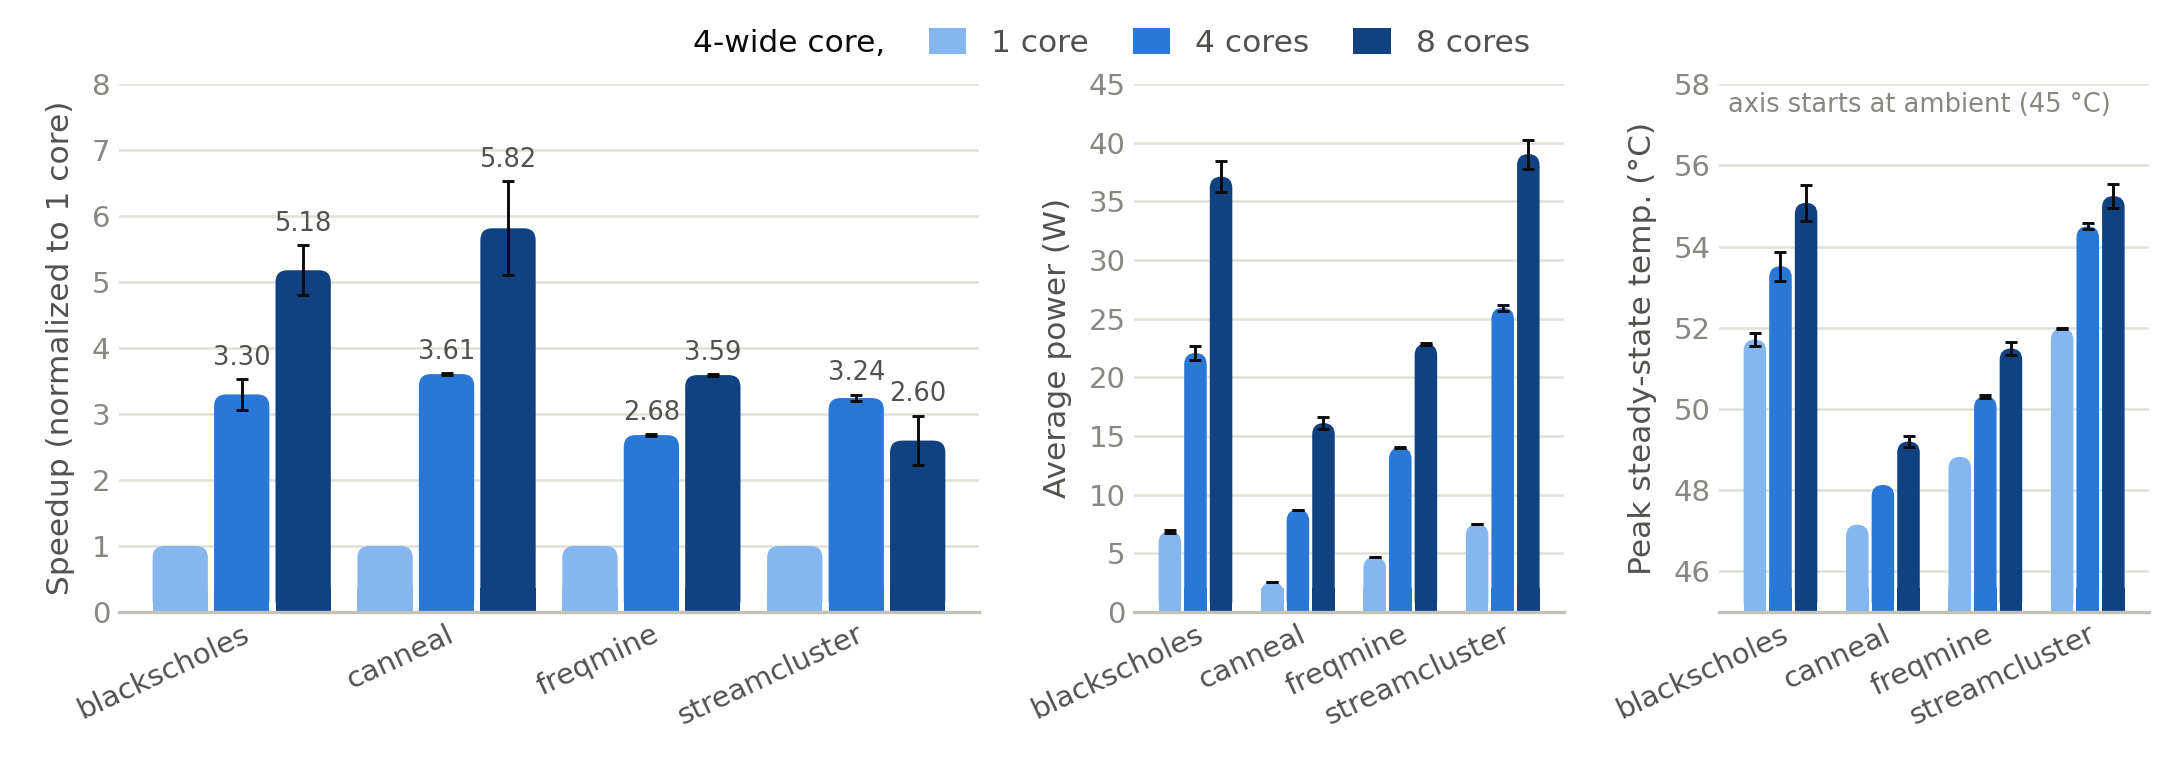 4-wide core, 1 core 4 cores 8 cores
Speedup (normalized to 1 core)
8
7
6
5
4
3
2
1
0
3.30
5.18
3.61
5.82
2.68
3.59
3.24
2.60
blackscholes
canneal
freqmine
streamcluster
Average power (W)
45
40
35
30
25
20
15
10
5
0
blackscholes
canneal
freqmine
streamcluster
Peak steady-state temp. (°C)
58
56
54
52
50
48
46
axis starts at ambient (45 °C)
blackscholes
canneal
freqmine
streamcluster